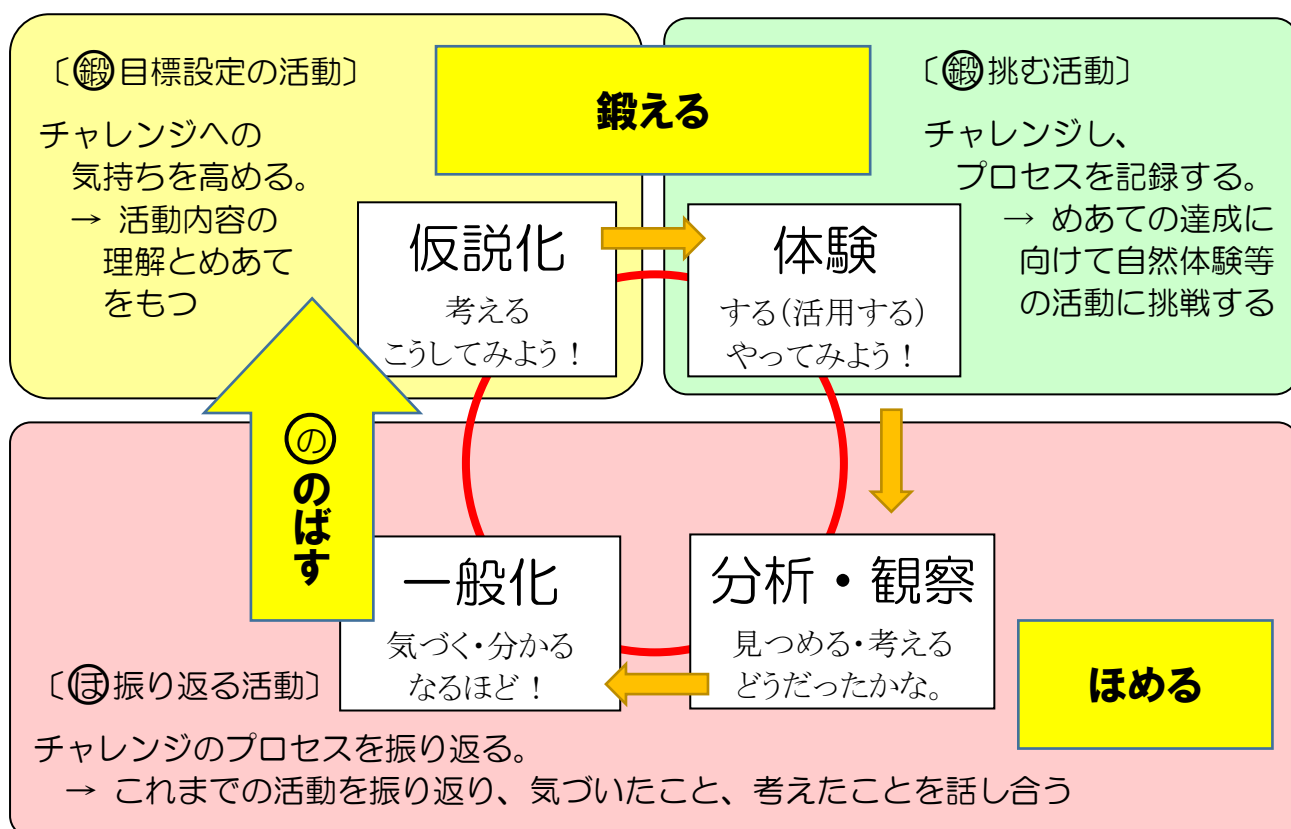 〔鍛目標設定の活動〕
チャレンジへの
気持ちを高める。
→ 活動内容の
理解とめあて
をもつ
鍛える
〔鍛挑む活動〕
チャレンジし、
プロセスを記録する。
→ めあての達成に
向けて自然体験等
の活動に挑戦する
仮説化
考える
こうしてみよう！
体験
する(活用する)
やってみよう！
の
のばす
一般化
気づく・分かる
なるほど！
分析・観察
見つめる・考える
どうだったかな。
ほめる
〔ほ振り返る活動〕
チャレンジのプロセスを振り返る。
→ これまでの活動を振り返り、気づいたこと、考えたことを話し合う